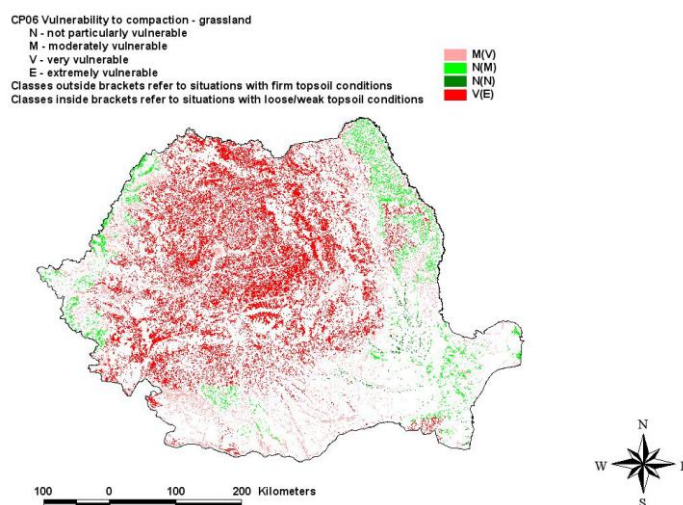 CP06 Vulnerability to compaction - grassland
N - not particularly vulnerable
M - moderately vulnerable
V - very vulnerable
E - extremely vulnerable
Classes outside brackets refer to situations with firm topsoil conditions
Classes inside brackets refer to situations with loose/weak topsoil conditions
M(V)
N(M)
N(N)
V(E)
N
W E
S
100 0 100 200 Kilometers